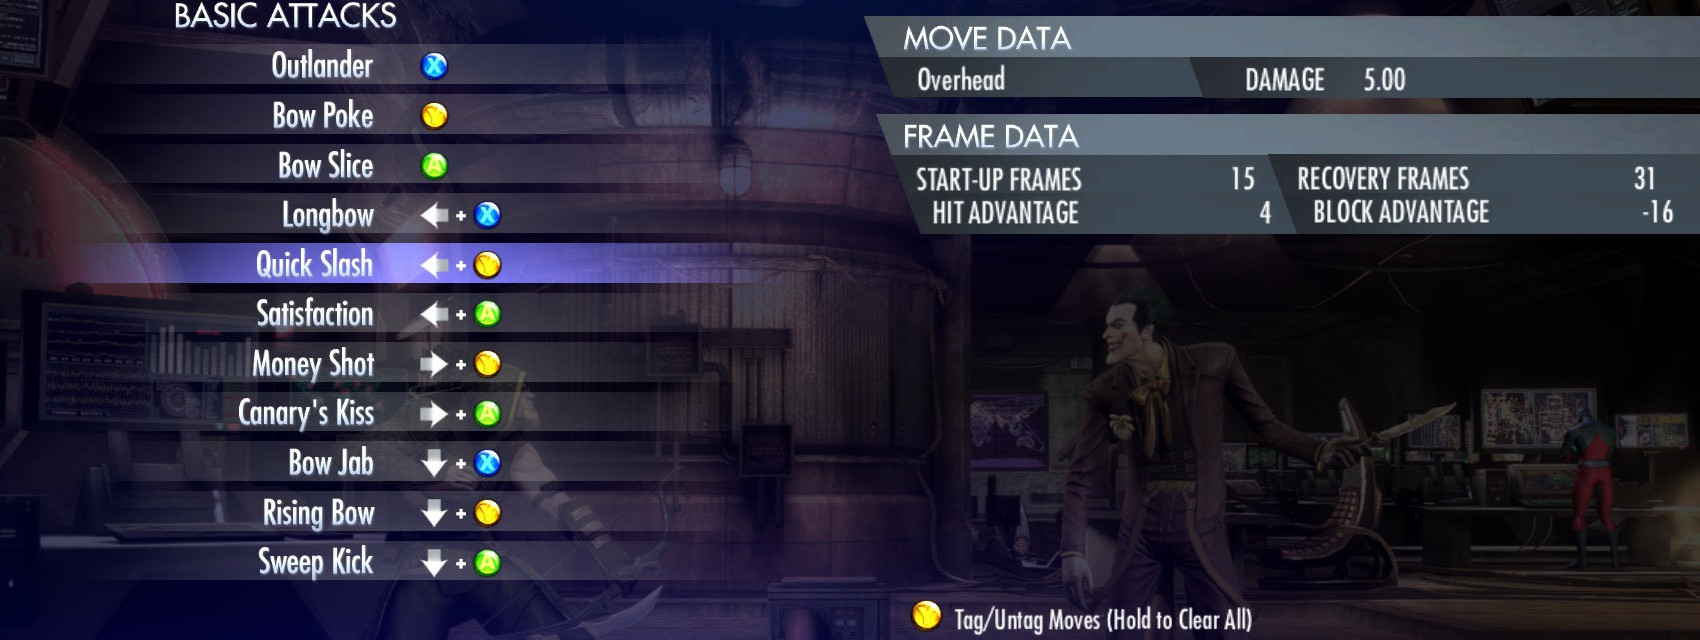 BASIC ATTACKS
Outlander X
Bow Poke Y
Bow Slice A
Longbow + X
Quick Slash + Y
Satisfaction + A
Money Shot + Y
Canary's Kiss + A
Bow Jab + X
Rising Bow + Y
Sweep Kick + A
MOVE DATA
Overhead DAMAGE 5.00
FRAME DATA
START-UP FRAMES 15 RECOVERY FRAMES 31
HIT ADVANTAGE 4 BLOCK ADVANTAGE -16
Y Tag/Untag Moves (Hold to Clear All)